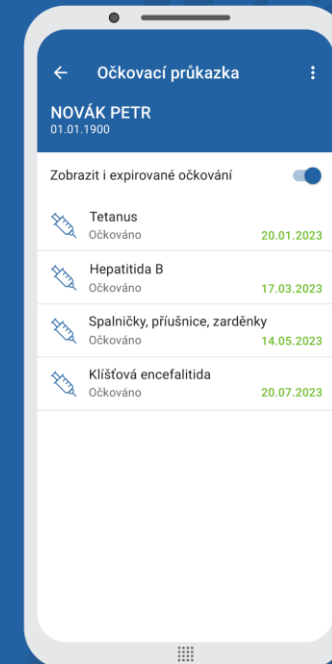 Očkovací průkazka
NOVÁK PETR
01.01.1900
Zobrazit i expirované očkování
Tetanus
Očkováno 20.01.2023
Hepatitida B
Očkováno 17.03.2023
Spalničky, příušnice, zarděnky
Očkováno 14.05.2023
Klíšťová encefalitida
Očkováno 20.07.2023